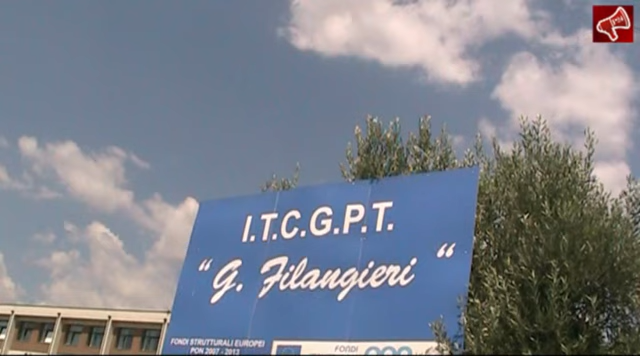 I.T.C.G.P.T.
“ G. Filangieri “
FONDI STRUTTURALI EUROPEI
PON 2007 - 2013
FONDI